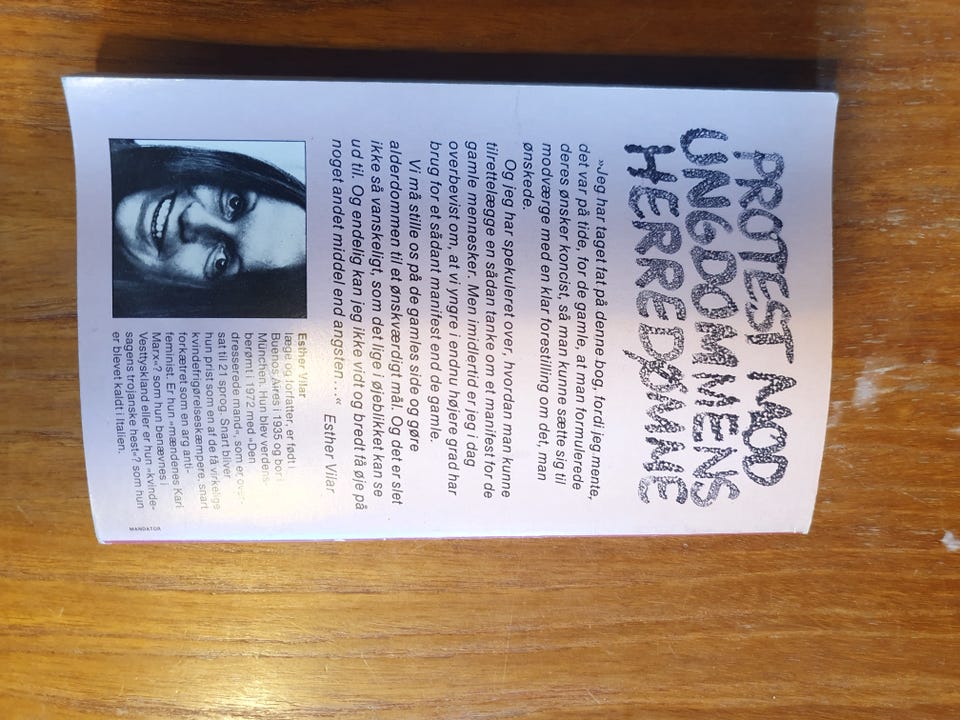 PROTEST MOD
UNGDOMMENS
HERREDØMME
»Jeg har taget fat på denne bog, fordi jeg mente,
det var på tide, for de gamle, at man formulerede
deres ønsker koncist, så man kunne sætte sig til
modværge med en klar forestilling om det, man
ønskede.
Og jeg har spekuleret over, hvordan man kunne
tilrettelægge en sådan tanke om et manifest for de
gamle mennesker. Men imidlertid er jeg i dag
overbevist om, at vi yngre i endnu højere grad har
brug for et sådant manifest end de gamle.
Vi må stille os på de gamles side og gøre
alderdommen til et ønskværdigt mål. Og det er slet
ikke så vanskeligt, som det lige i øjeblikket kan se
ud til. Og endelig kan jeg ikke vidt og bredt få øje på
noget andet middel end angsten ...« Esther Vilar
Esther Vilar
læge og forfatter, er født i
Buenos Aires i 1935 og bor i
München. Hun blev verdens-
berømt i 1972 med »Den
dresserede mand«, som er over-
sat til 21 sprog. Snart bliver
hun prist som en af de få virkelige
kvindefrigørelseskæmpere, snart
forkætret som en arg anti-
feminist. Er hun »mændenes Karl
Marx«? som hun benævnes i
Vesttyskland eller er hun »kvinde-
sagens trojanske hest«? som hun
er blevet kaldt i Italien.
MANDATOR